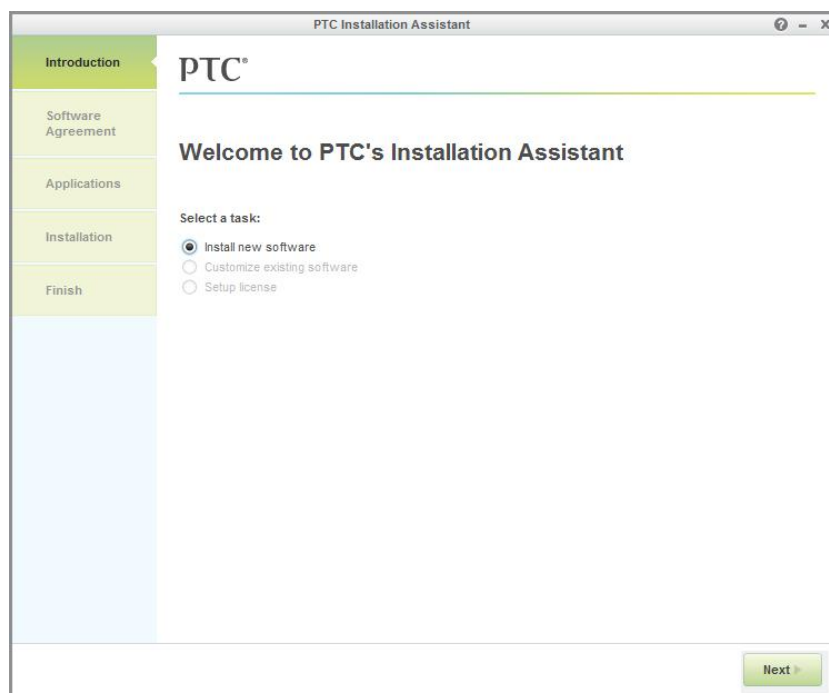 PTC Installation Assistant
Introduction
Software
Agreement
Applications
Installation
Finish
PTC®
Welcome to PTC's Installation Assistant
Select a task:
Install new software
Customize existing software
Setup license
Next